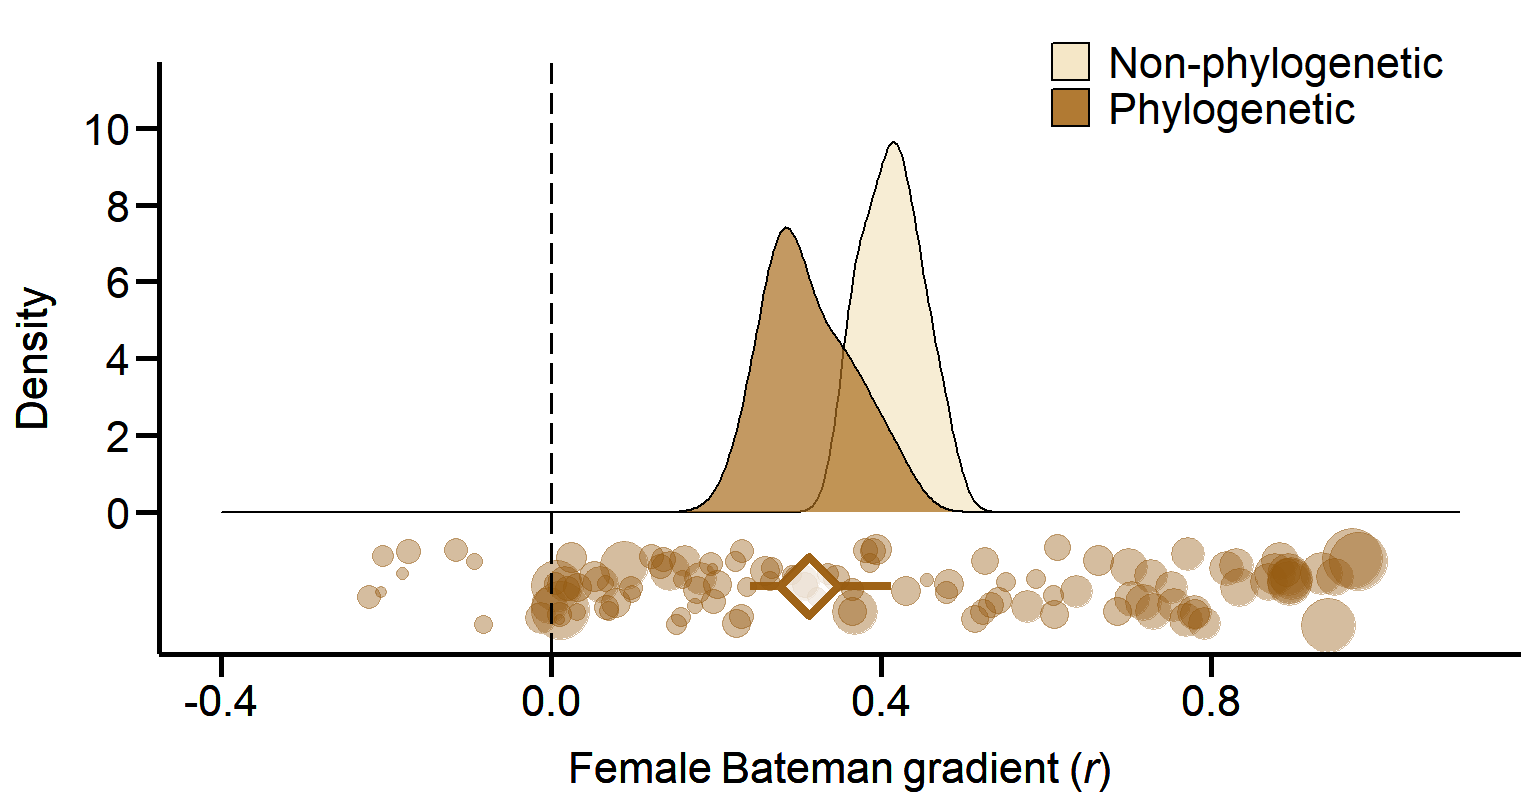 Non-phylogenetic
Phylogenetic
10
8
6
4
2
0
Density
-0.4
0.0
0.4
0.8
Female Bateman gradient (r)